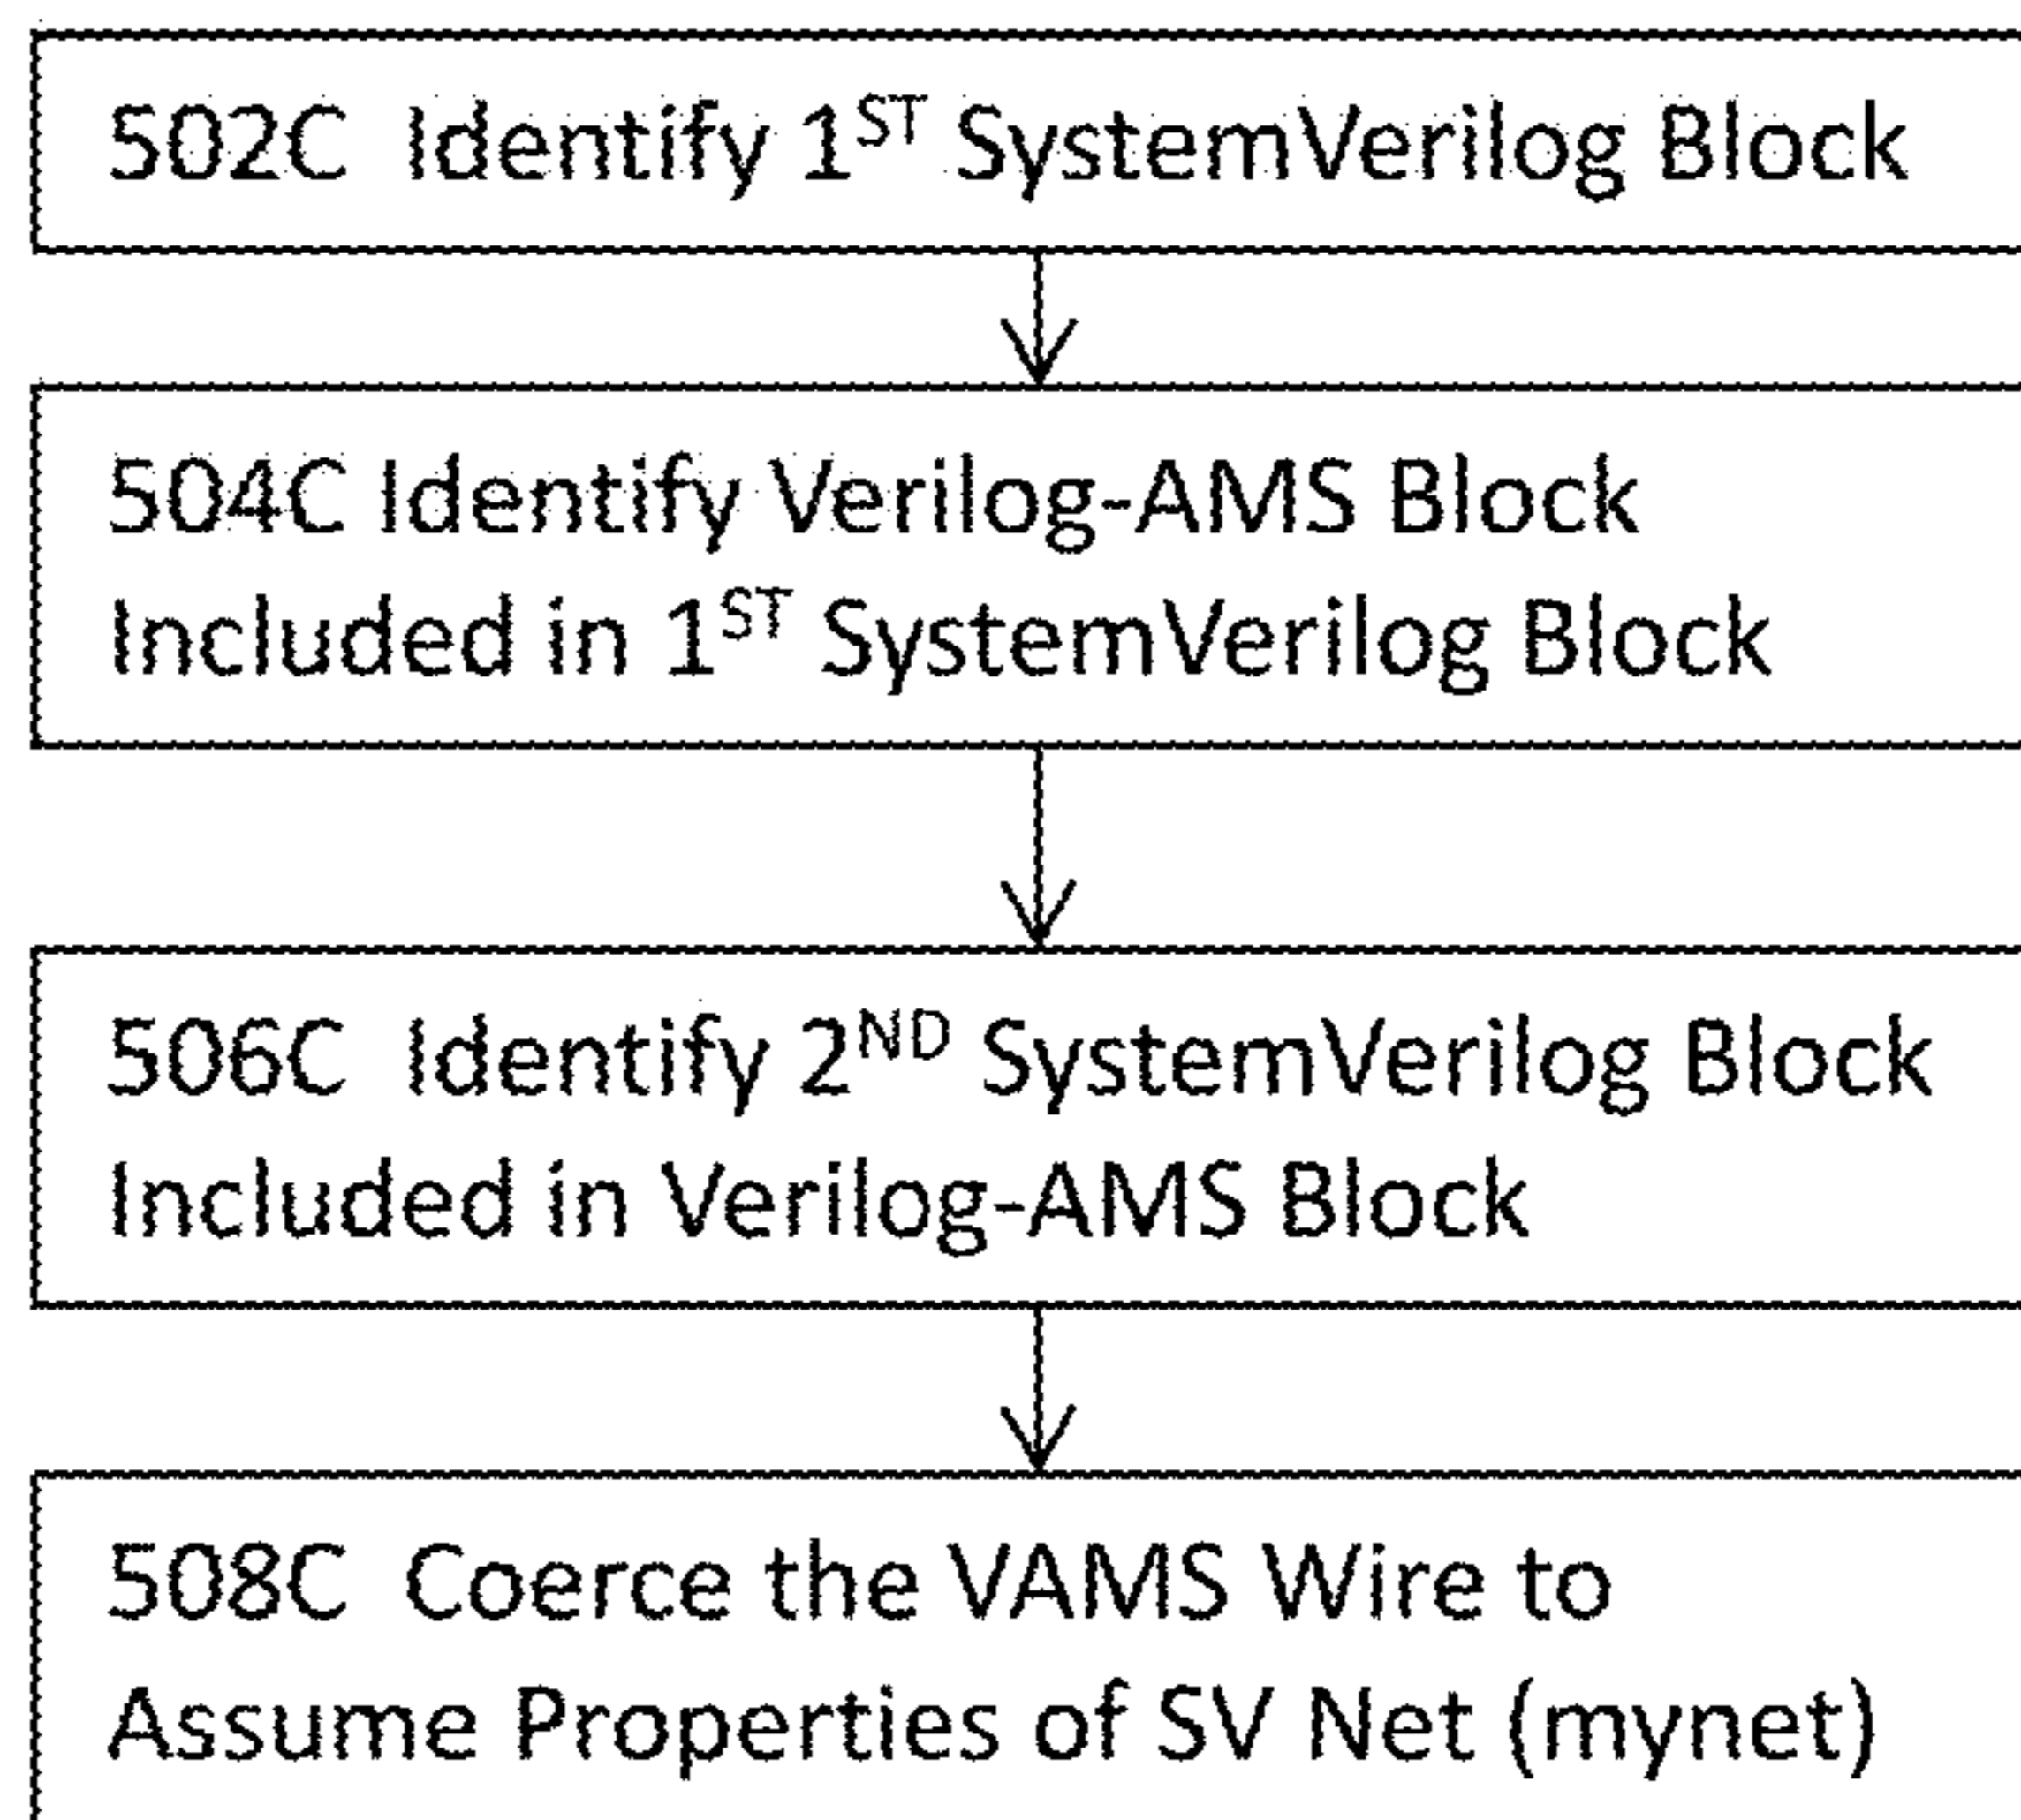 502C Identify 1ST SystemVerilog Block
504C Identify Verilog-AMS Block
Included in 1ST SystemVerilog Block
506C Identify 2ND SystemVerilog Block
Included in Verilog-AMS Block
508C Coerce the VAMS Wire to
Assume Properties of SV Net (mynet)